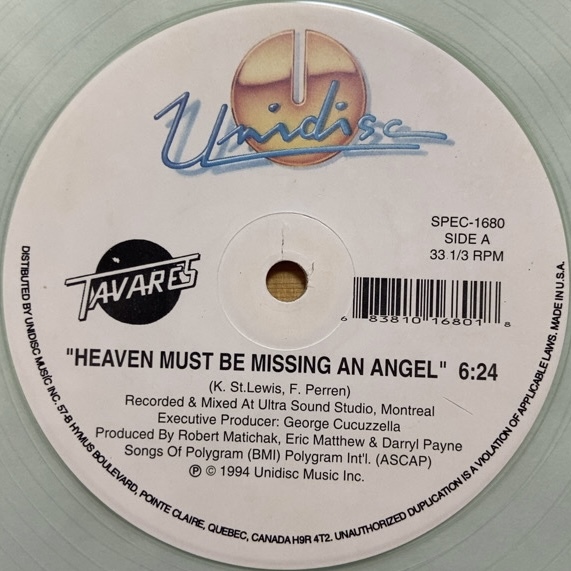 Unidisc
SPEC-1680
SIDE A
33 1/3 RPM
TAVARES
6 83810 16801 8
"HEAVEN MUST BE MISSING AN ANGEL" 6:24
(K. St.Lewis, F. Perren)
Recorded & Mixed At Ultra Sound Studio, Montreal
Executive Producer: George Cucuzzella
Produced By Robert Matichak, Eric Matthew & Darryl Payne
Songs Of Polygram (BMI) Polygram Int'l. (ASCAP)
℗ © 1994 Unidisc Music Inc.
DISTRIBUTED BY UNIDISC MUSIC INC. 57-B HYMUS BOULEVARD, POINTE CLAIRE, QUEBEC, CANADA H9R 4T2. UNAUTHORIZED DUPLICATION IS A VIOLATION OF APPLICABLE LAWS. MADE IN U.S.A.